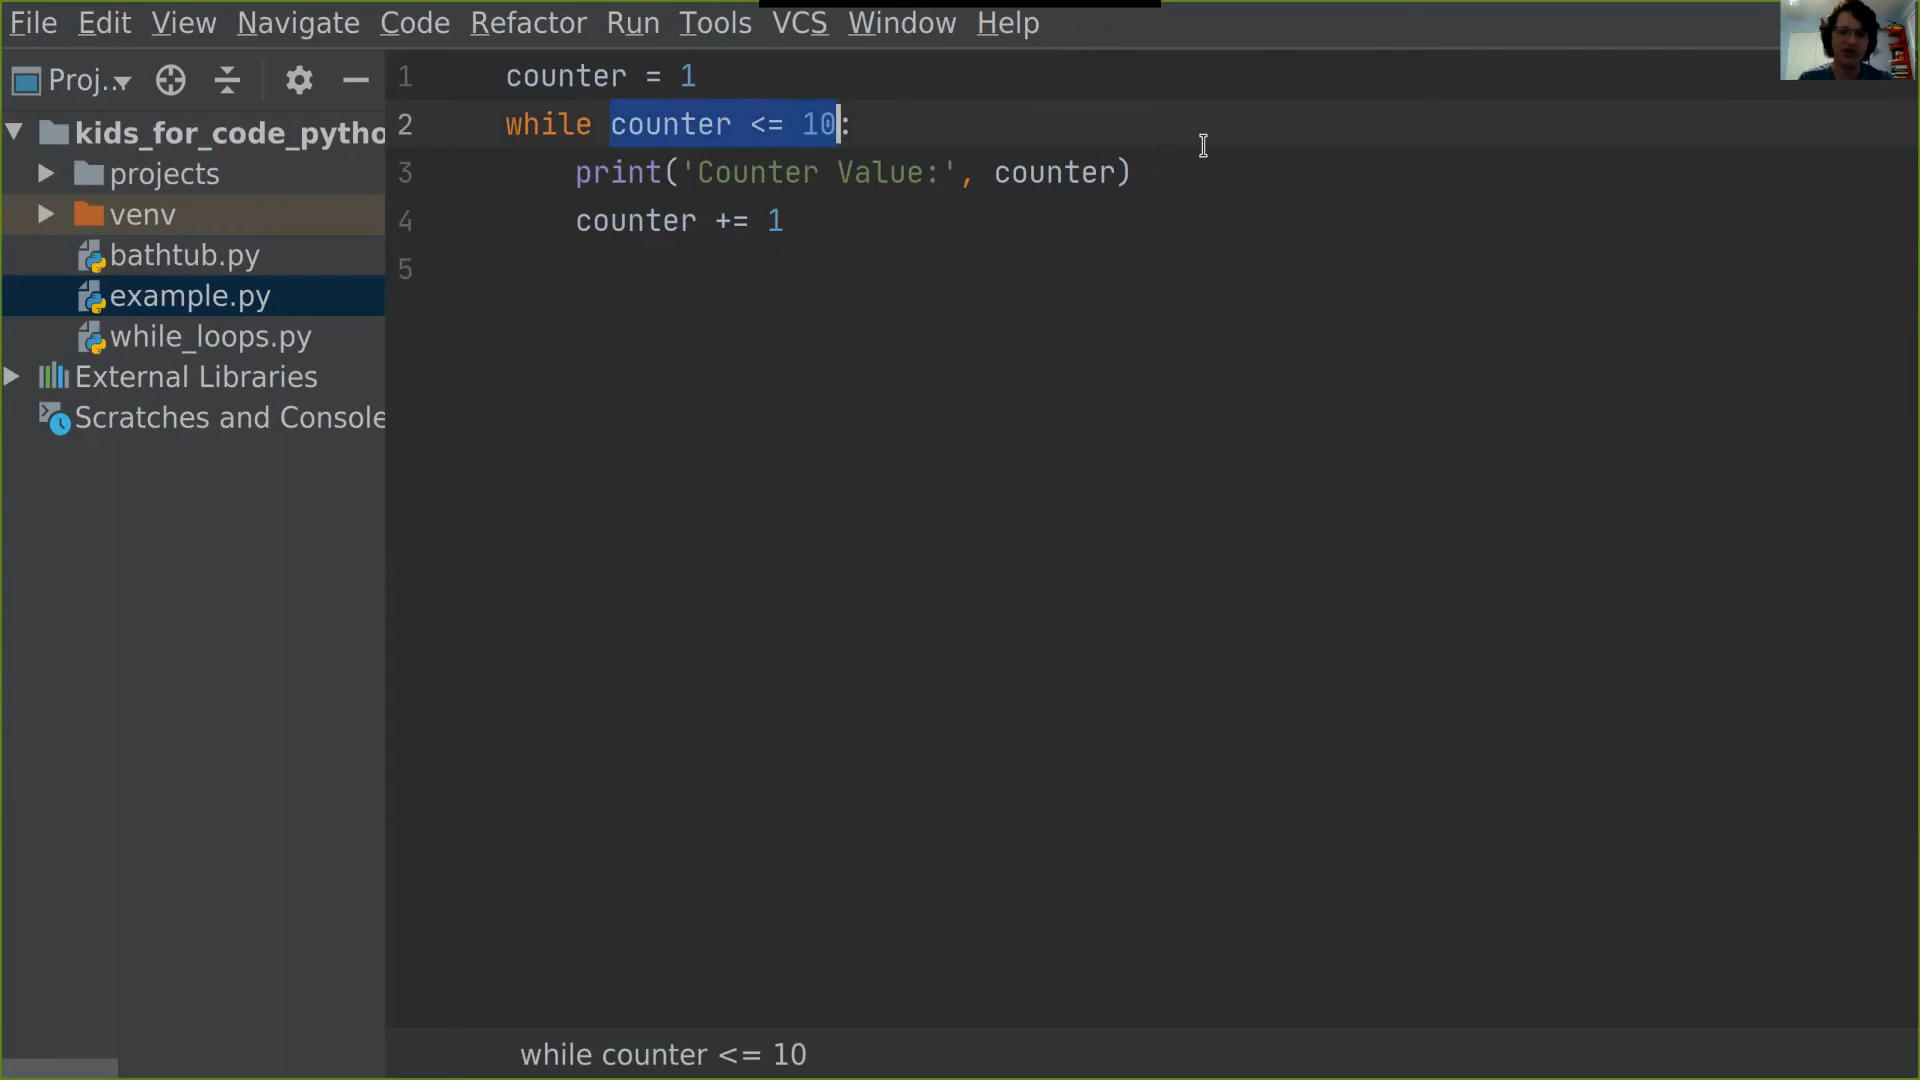 File Edit View Navigate Code Refactor Run Tools VCS Window Help
Proj..
kids_for_code_pytho
projects
venv
bathtub.py
example.py
while_loops.py
External Libraries
Scratches and Console
1 counter = 1
2 while counter <= 10:
3 print('Counter Value:', counter)
4 counter += 1
5
while counter <= 10